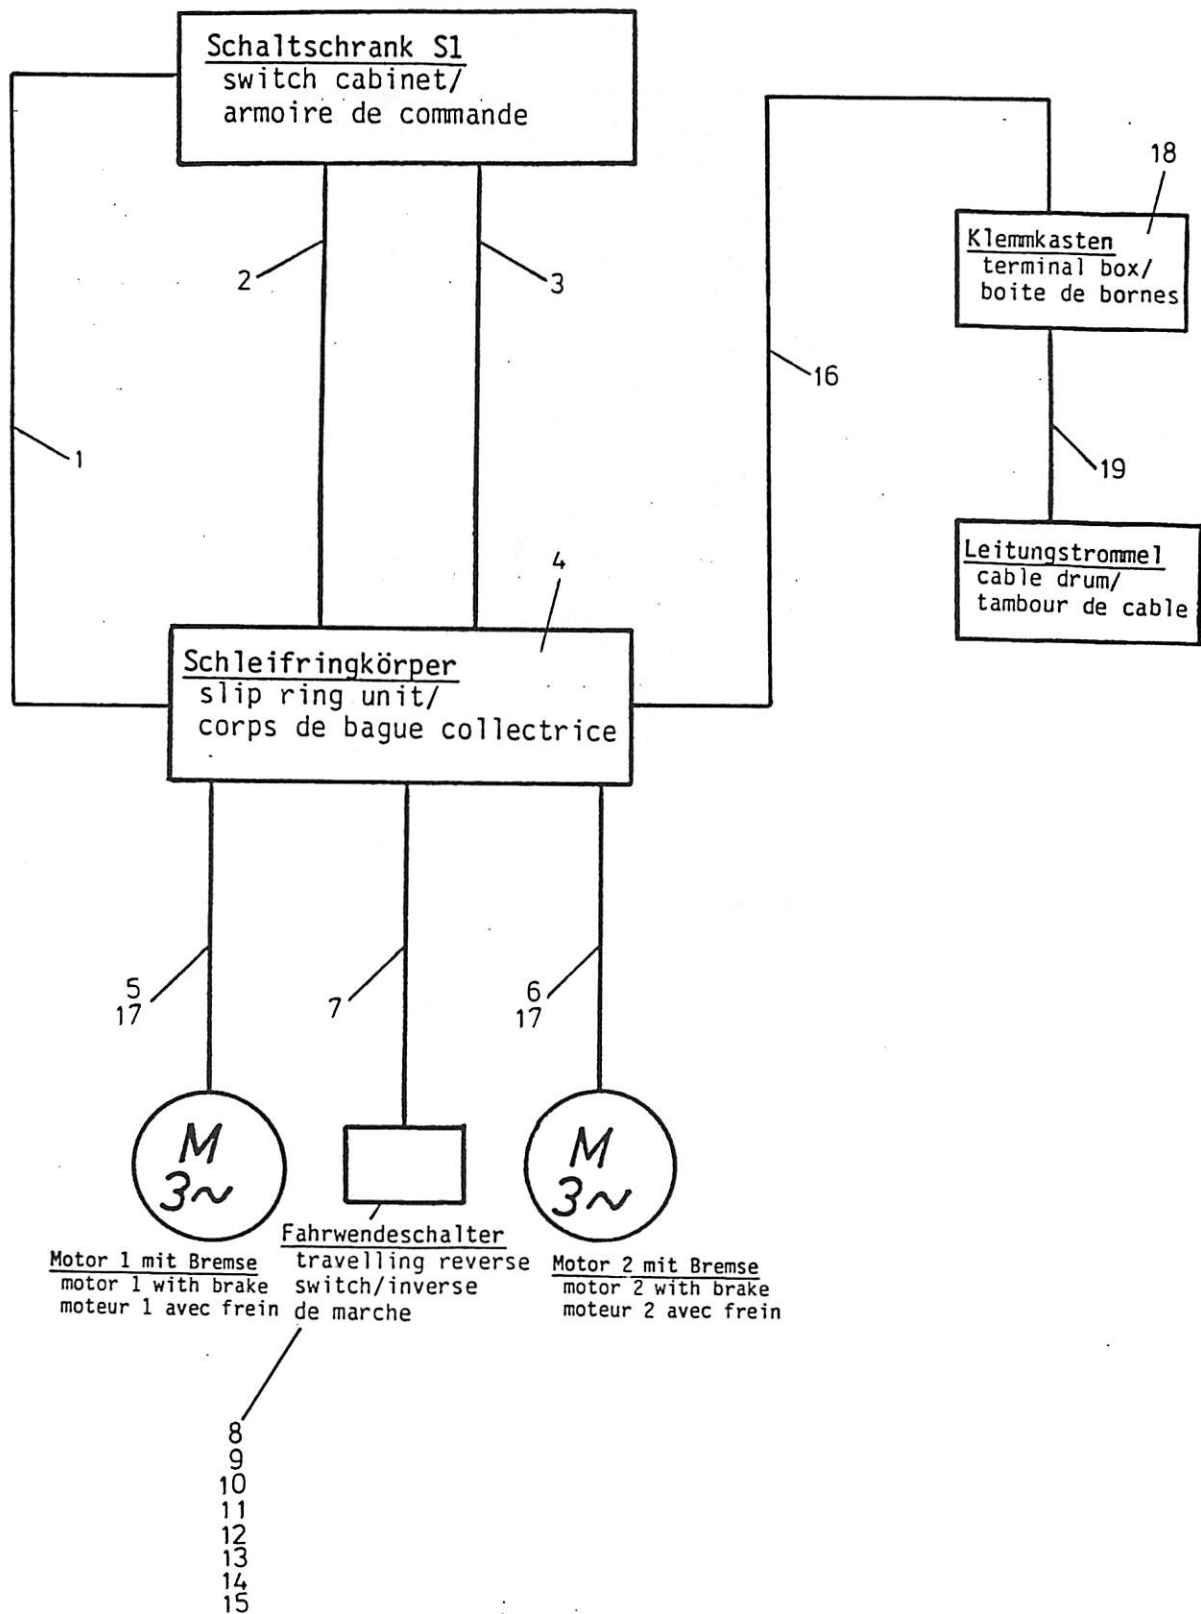 Schaltschrank S1
switch cabinet/
armoire de commande
18
Klemmkasten
terminal box/
boite de bornes
2
3
16
1
19
4
Leitungstrommel
cable drum/
tambour de cable
Schleifringkörper
slip ring unit/
corps de bague collectrice
5
17
7
6
17
M
3~
M
3~
Motor 1 mit Bremse
motor 1 with brake
moteur 1 avec frein
Fahrwendeschalter
travelling reverse
switch/inverse
de marche
Motor 2 mit Bremse
motor 2 with brake
moteur 2 avec frein
8
9
10
11
12
13
14
15